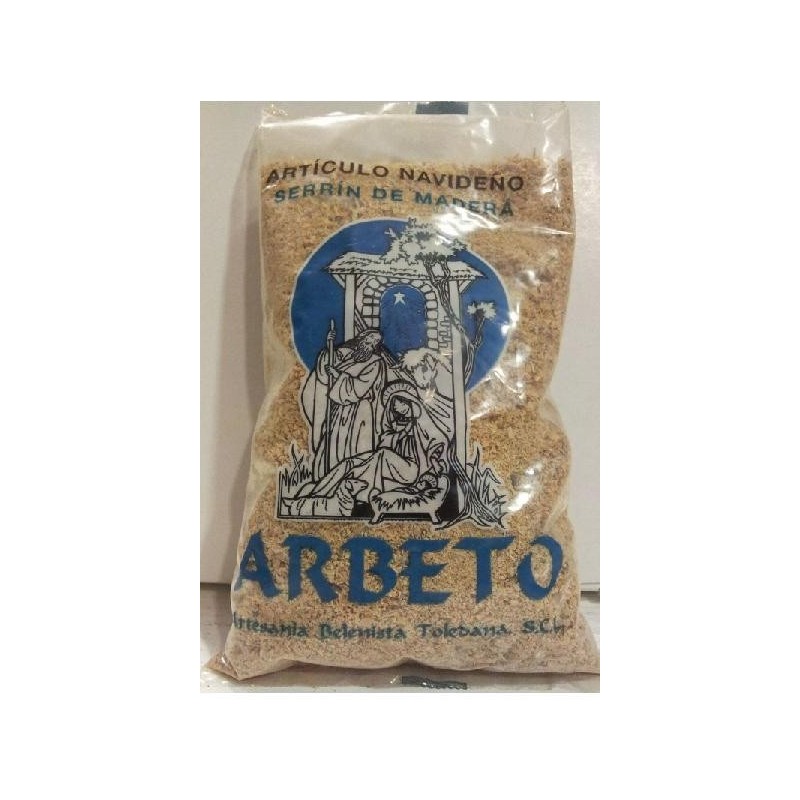 ARTÍCULO NAVIDEÑO
SERRÍN DE MADERA
ARBETO
Artesanía Belenista Toledana, S.C.L.